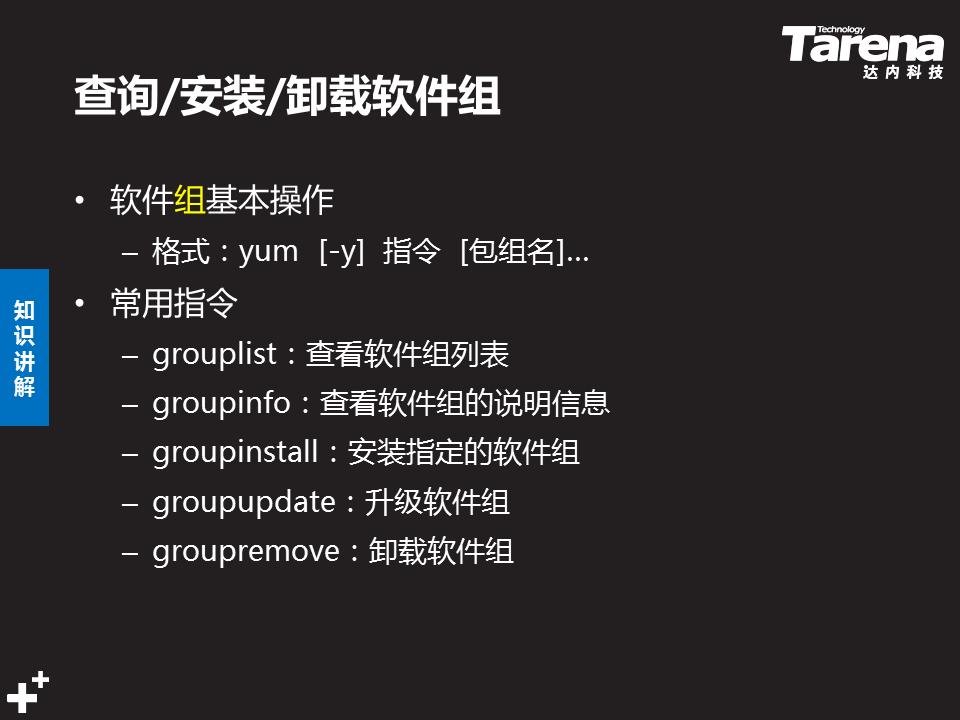 Technology
Tarena
达内科技
查询/安装/卸载软件组
• 软件组基本操作
– 格式：yum [-y] 指令 [包组名]...
• 常用指令
– grouplist：查看软件组列表
– groupinfo：查看软件组的说明信息
– groupinstall：安装指定的软件组
– groupupdate：升级软件组
– groupremove：卸载软件组
知
识
讲
解